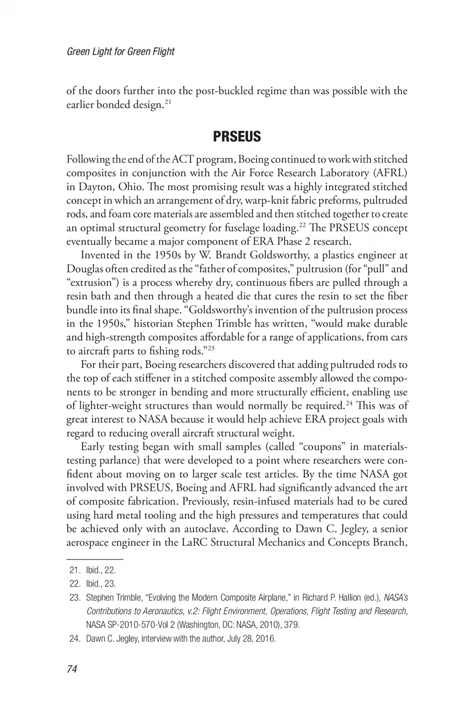 Green Light for Green Flight
of the doors further into the post-buckled regime than was possible with the
earlier bonded design.21
PRSEUS
Following the end of the ACT program, Boeing continued to work with stitched
composites in conjunction with the Air Force Research Laboratory (AFRL)
in Dayton, Ohio. The most promising result was a highly integrated stitched
concept in which an arrangement of dry, warp-knit fabric preforms, pultruded
rods, and foam core materials are assembled and then stitched together to create
an optimal structural geometry for fuselage loading.22 The PRSEUS concept
eventually became a major component of ERA Phase 2 research.
Invented in the 1950s by W. Brandt Goldsworthy, a plastics engineer at
Douglas often credited as the "father of composites," pultrusion (for "pull" and
"extrusion") is a process whereby dry, continuous fibers are pulled through a
resin bath and then through a heated die that cures the resin to set the fiber
bundle into its final shape. "Goldsworthy's invention of the pultrusion process
in the 1950s," historian Stephen Trimble has written, "would make durable
and high-strength composites affordable for a range of applications, from cars
to aircraft parts to fishing rods."23
For their part, Boeing researchers discovered that adding pultruded rods to
the top of each stiffener in a stitched composite assembly allowed the compo-
nents to be stronger in bending and more structurally efficient, enabling use
of lighter-weight structures than would normally be required.24 This was of
great interest to NASA because it would help achieve ERA project goals with
regard to reducing overall aircraft structural weight.
Early testing began with small samples (called "coupons" in materials-
testing parlance) that were developed to a point where researchers were con-
fident about moving on to larger scale test articles. By the time NASA got
involved with PRSEUS, Boeing and AFRL had significantly advanced the art
of composite fabrication. Previously, resin-infused materials had to be cured
using hard metal tooling and the high pressures and temperatures that could
be achieved only with an autoclave. According to Dawn C. Jegley, a senior
aerospace engineer in the LaRC Structural Mechanics and Concepts Branch,
21. Ibid., 22.
22. Ibid., 23.
23. Stephen Trimble, "Evolving the Modern Composite Airplane," in Richard P. Hallion (ed.), NASA's
Contributions to Aeronautics, v.2: Flight Environment, Operations, Flight Testing and Research,
NASA SP-2010-570-Vol 2 (Washington, DC: NASA, 2010), 379.
24. Dawn C. Jegley, interview with the author, July 28, 2016.
74